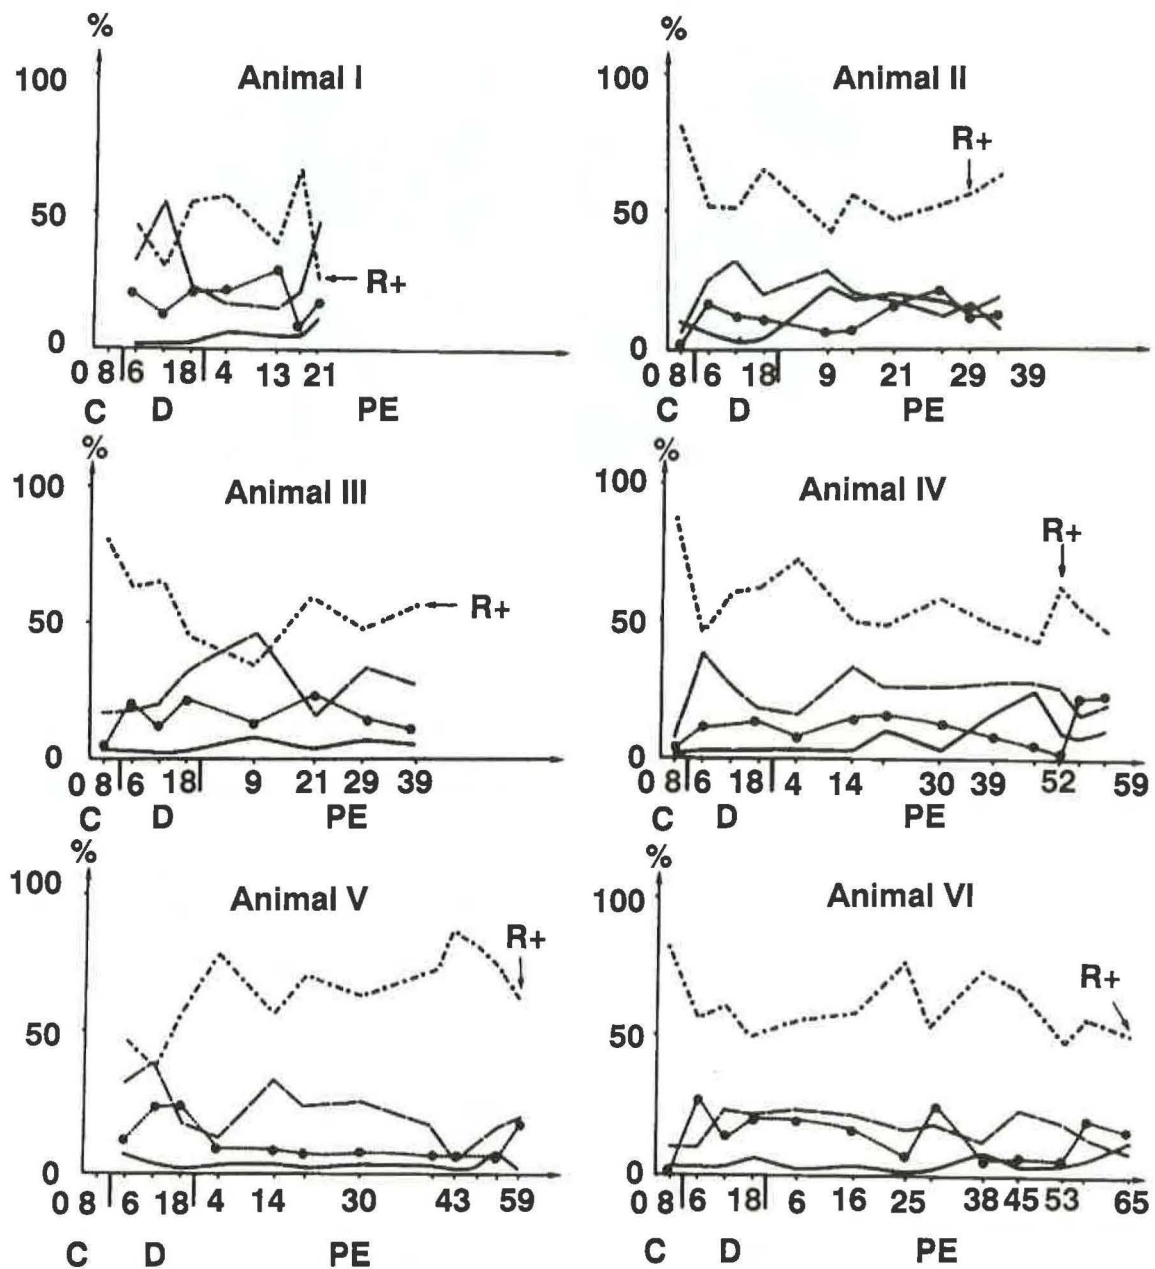 %
100
Animal I
50
R+
0
0 8 6 18 4 13 21
C D PE
%
100
Animal II
R+
50
0
0 8 6 18 9 21 29 39
C D PE
%
100
Animal III
50
R+
0
0 8 6 18 9 21 29 39
C D PE
%
100
Animal IV
R+
50
0
0 8 6 18 4 14 30 39 52 59
C D PE
%
100
Animal V
R+
50
0
0 8 6 18 4 14 30 43 59
C D PE
%
100
Animal VI
R+
50
0
0 8 6 18 6 16 25 38 45 53 65
C D PE